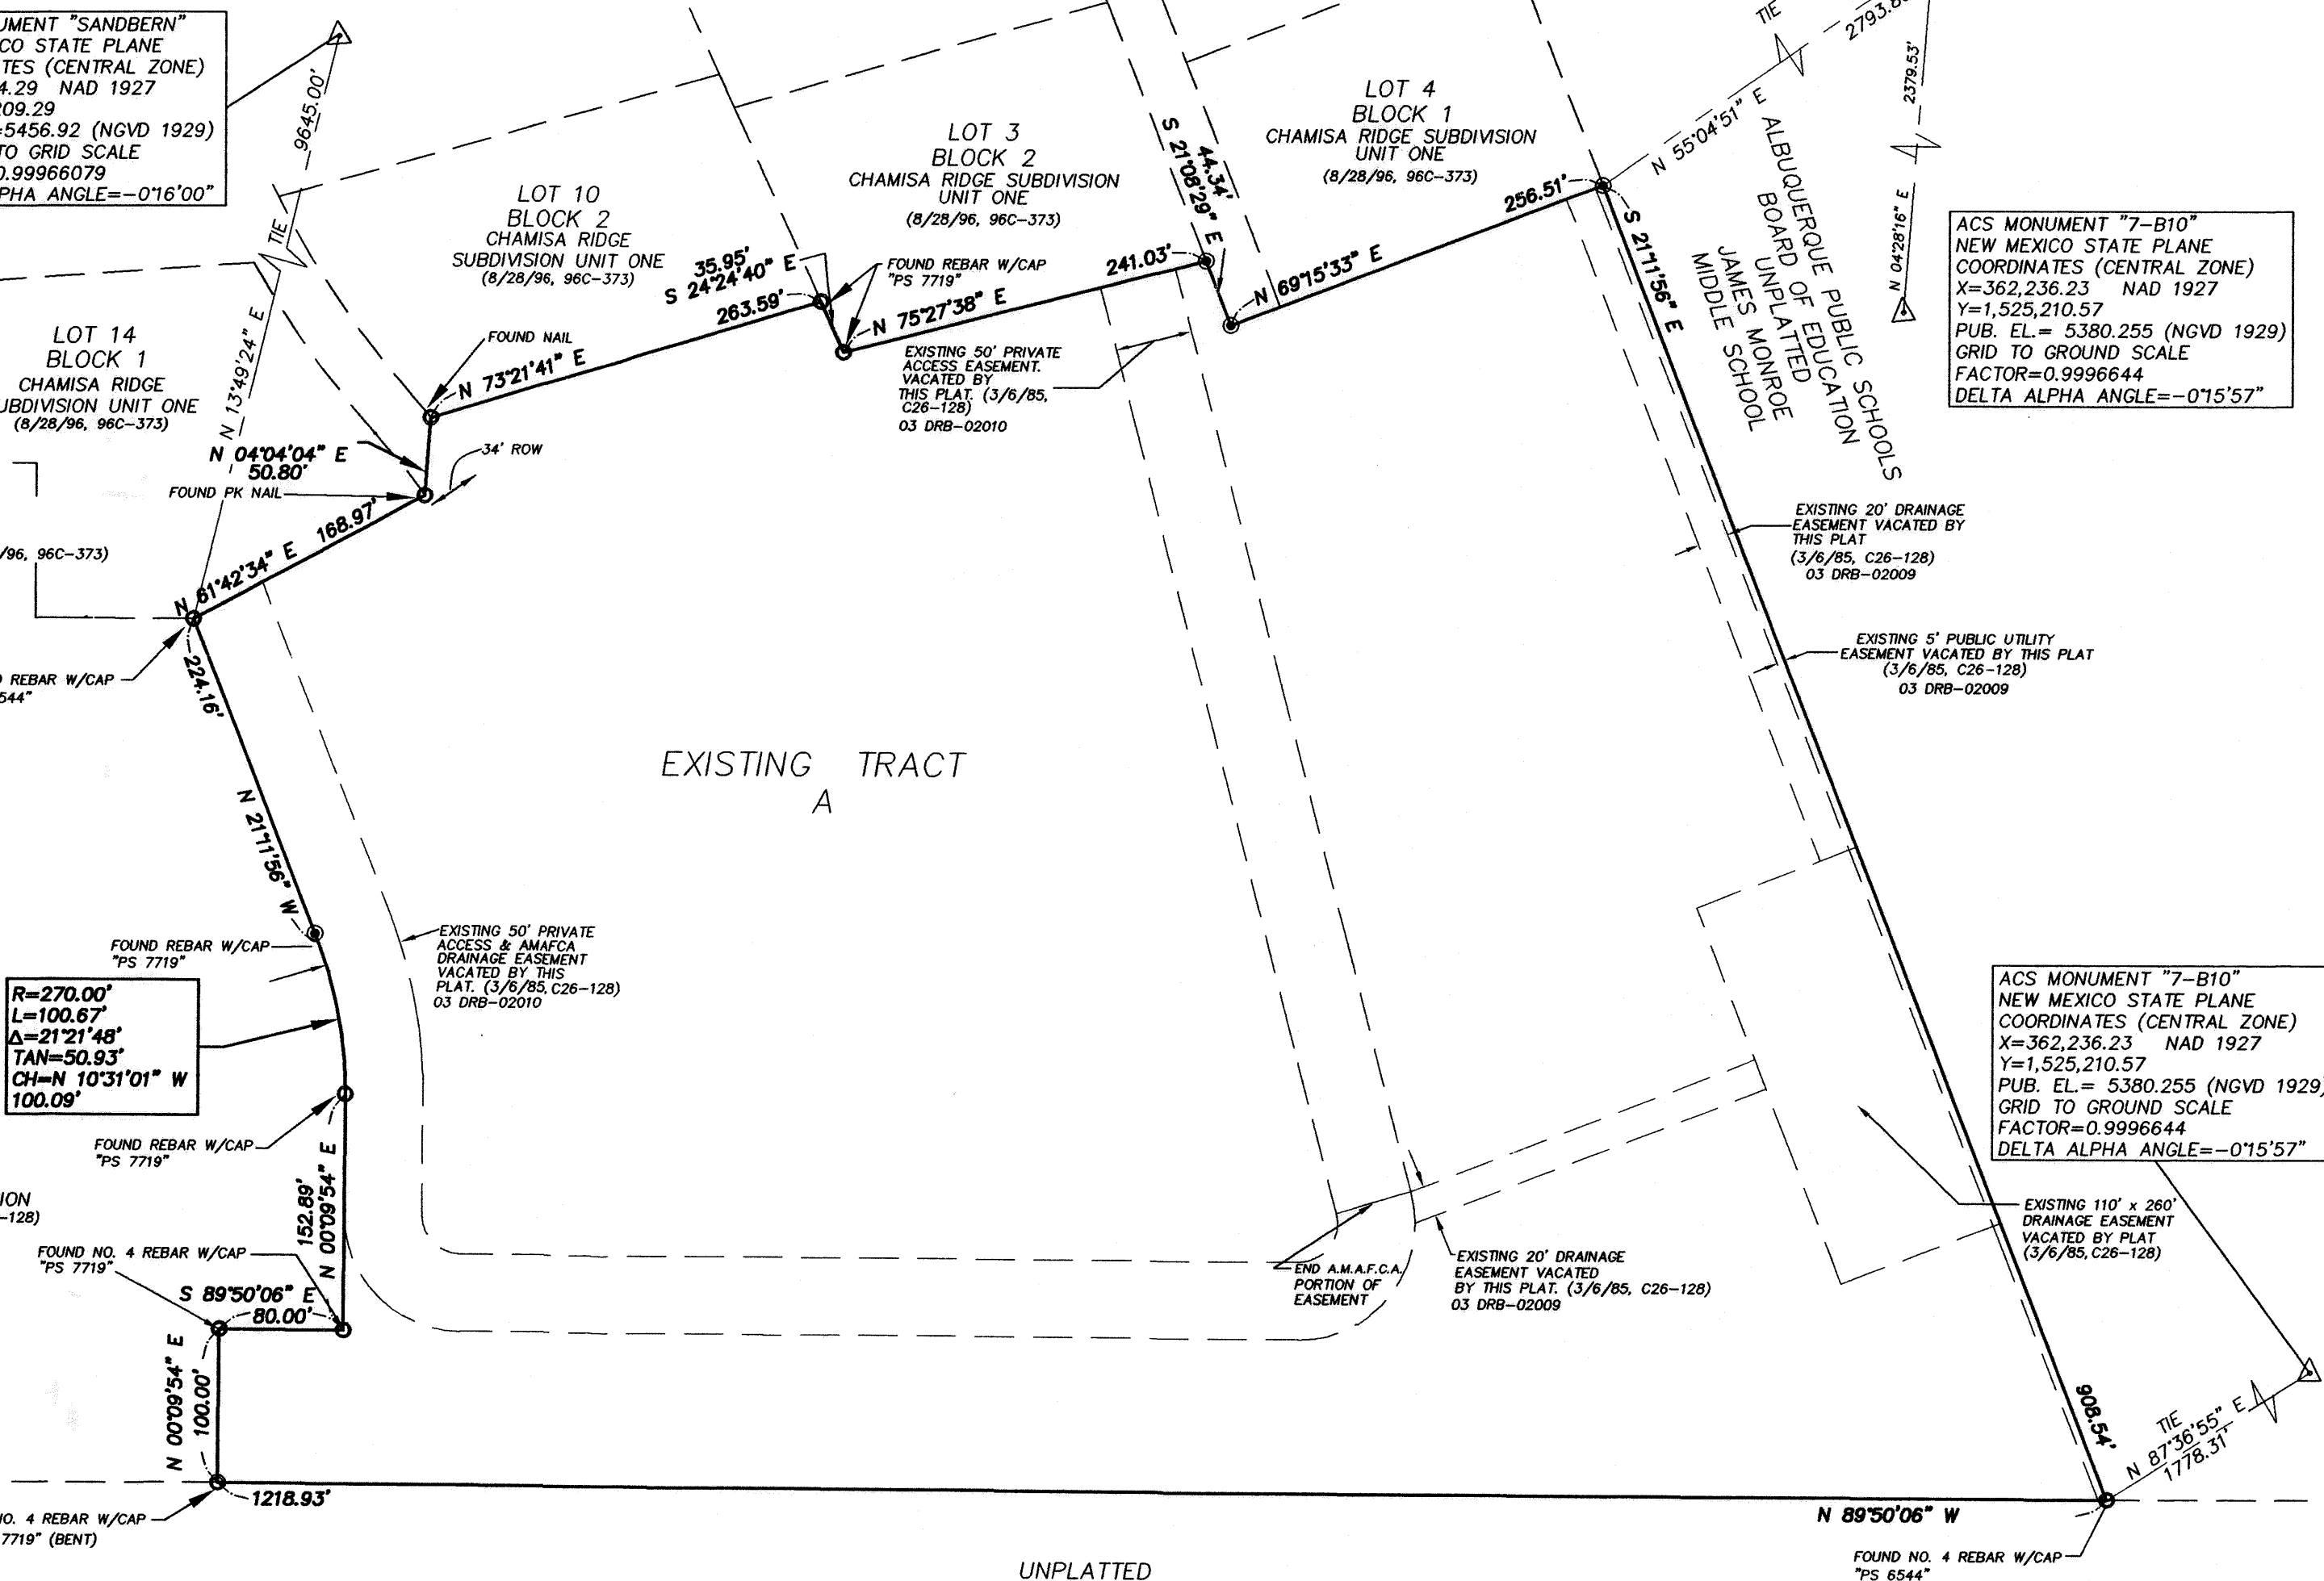 UMENT "SANDBERN"
CO STATE PLANE
TES (CENTRAL ZONE)
4.29 NAD 1927
209.29
=5456.92 (NGVD 1929)
TO GRID SCALE
0.99966079
PHA ANGLE=-0°16'00"
9645.00'
TIE
N 13°49'24" E
LOT 14
BLOCK 1
CHAMISA RIDGE
UBDIVISION UNIT ONE
(8/28/96, 96C-373)
LOT 10
BLOCK 2
CHAMISA RIDGE
SUBDIVISION UNIT ONE
(8/28/96, 96C-373)
LOT 3
BLOCK 2
CHAMISA RIDGE SUBDIVISION
UNIT ONE
(8/28/96, 96C-373)
LOT 4
BLOCK 1
CHAMISA RIDGE SUBDIVISION
UNIT ONE
(8/28/96, 96C-373)
35.95'
S 24°24'40" E
263.59'
N 73°21'41" E
FOUND REBAR W/CAP
"PS 7719"
FOUND NAIL
241.03'
N 75°27'38" E
44.34'
S 21°08'29" E
256.51'
N 69°15'33" E
TIE
2793.8
N 55°04'51" E
2379.53'
N 04°28'16" E
ALBUQUERQUE PUBLIC SCHOOLS
BOARD OF EDUCATION
UNPLATTED
JAMES MONROE
MIDDLE SCHOOL
S 21°11'56" E
ACS MONUMENT "7-B10"
NEW MEXICO STATE PLANE
COORDINATES (CENTRAL ZONE)
X=362,236.23 NAD 1927
Y=1,525,210.57
PUB. EL.= 5380.255 (NGVD 1929)
GRID TO GROUND SCALE
FACTOR=0.9996644
DELTA ALPHA ANGLE=-0°15'57"
EXISTING 50' PRIVATE
ACCESS EASEMENT.
VACATED BY
THIS PLAT. (3/6/85,
C26-128)
03 DRB-02010
N 04°04'04" E
50.80'
34' ROW
FOUND PK NAIL
168.97'
N 61°42'34" E
/96, 96C-373)
EXISTING 20' DRAINAGE
EASEMENT VACATED BY
THIS PLAT
(3/6/85, C26-128)
03 DRB-02009
EXISTING 5' PUBLIC UTILITY
EASEMENT VACATED BY THIS PLAT
(3/6/85, C26-128)
03 DRB-02009
REBAR W/CAP
544"
224.16'
N 21°11'56" W
EXISTING TRACT
A
FOUND REBAR W/CAP
"PS 7719"
EXISTING 50' PRIVATE
ACCESS & AMAFCA
DRAINAGE EASEMENT
VACATED BY THIS
PLAT. (3/6/85, C26-128)
03 DRB-02010
R=270.00'
L=100.67'
Δ=21°21'48'
TAN=50.93'
CH=N 10°31'01" W
100.09'
ACS MONUMENT "7-B10"
NEW MEXICO STATE PLANE
COORDINATES (CENTRAL ZONE)
X=362,236.23 NAD 1927
Y=1,525,210.57
PUB. EL.= 5380.255 (NGVD 1929)
GRID TO GROUND SCALE
FACTOR=0.9996644
DELTA ALPHA ANGLE=-0°15'57"
FOUND REBAR W/CAP
"PS 7719"
152.89'
N 00°09'54" E
ION
-128)
FOUND NO. 4 REBAR W/CAP
"PS 7719"
S 89°50'06" E
80.00'
N 00°09'54" E
100.00'
END A.M.A.F.C.A.
PORTION OF
EASEMENT
EXISTING 20' DRAINAGE
EASEMENT VACATED
BY THIS PLAT. (3/6/85, C26-128)
03 DRB-02009
EXISTING 110' x 260'
DRAINAGE EASEMENT
VACATED BY PLAT
(3/6/85, C26-128)
908.54'
TIE
N 87°36'55" E
1778.31'
1218.93'
N 89°50'06" W
NO. 4 REBAR W/CAP
7719" (BENT)
UNPLATTED
FOUND NO. 4 REBAR W/CAP
"PS 6544"